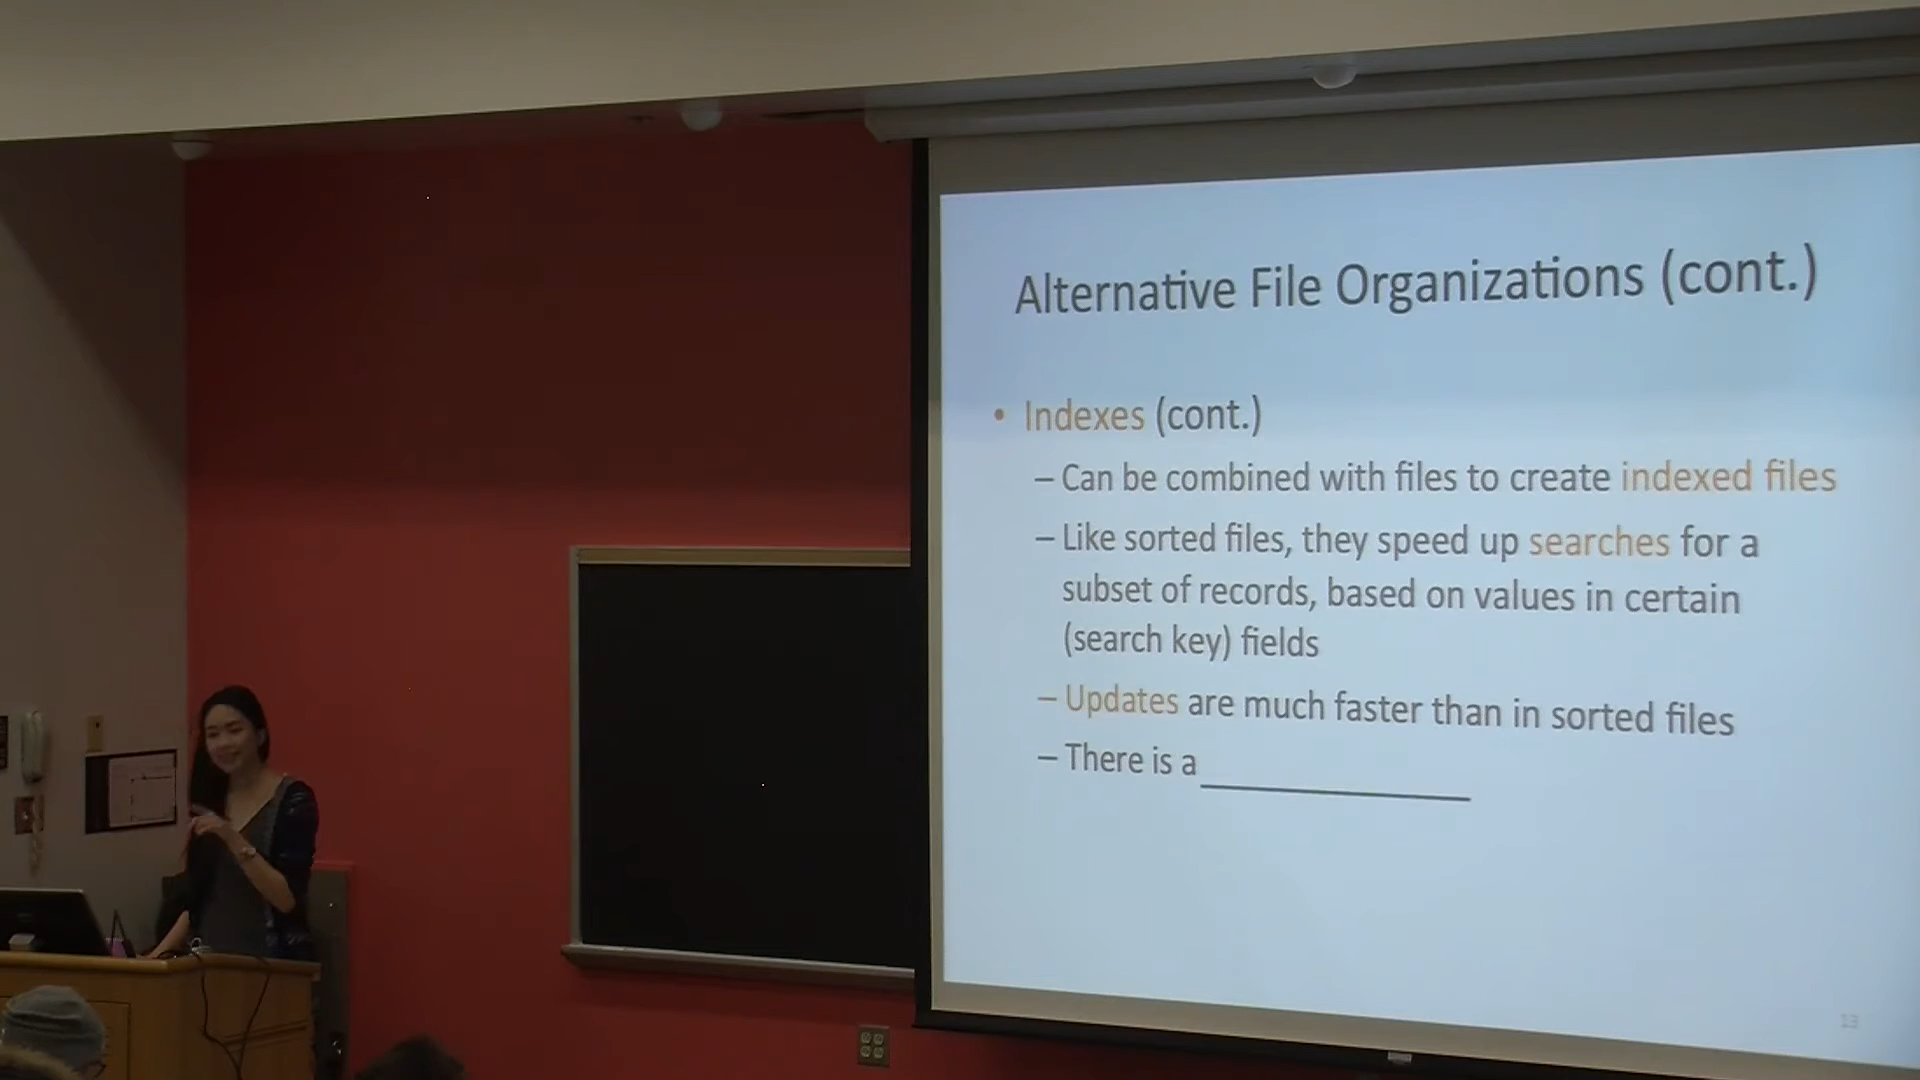 Alternative File Organizations (cont.)
• Indexes (cont.)
– Can be combined with files to create indexed files
– Like sorted files, they speed up searches for a
subset of records, based on values in certain
(search key) fields
– Updates are much faster than in sorted files
– There is a ____________
13